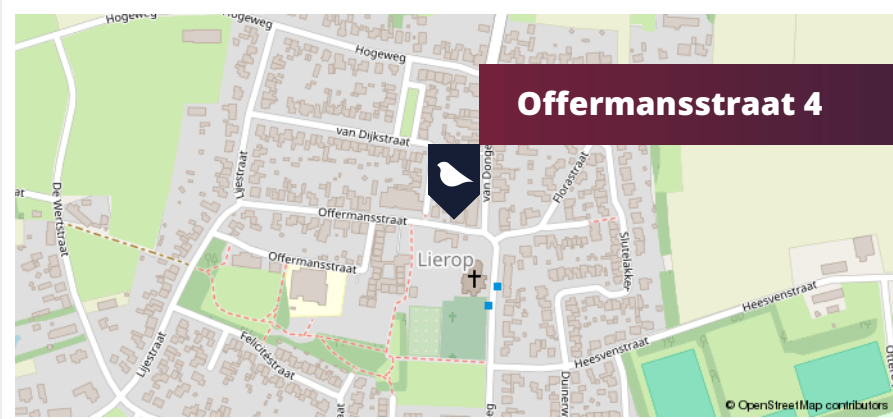 Hogeweg
Hogeweg
Hogeweg
Offermansstraat 4
van Dijkstraat
Lijestraat
Florastraat
at
De Wertstraat
Offermansstraat
Lierop
Offermansstraat
Slutelakker
Heesvenstraat
Lijestraat
Felicitéstraat
Heesvenstraat
© OpenStreetMap contributors